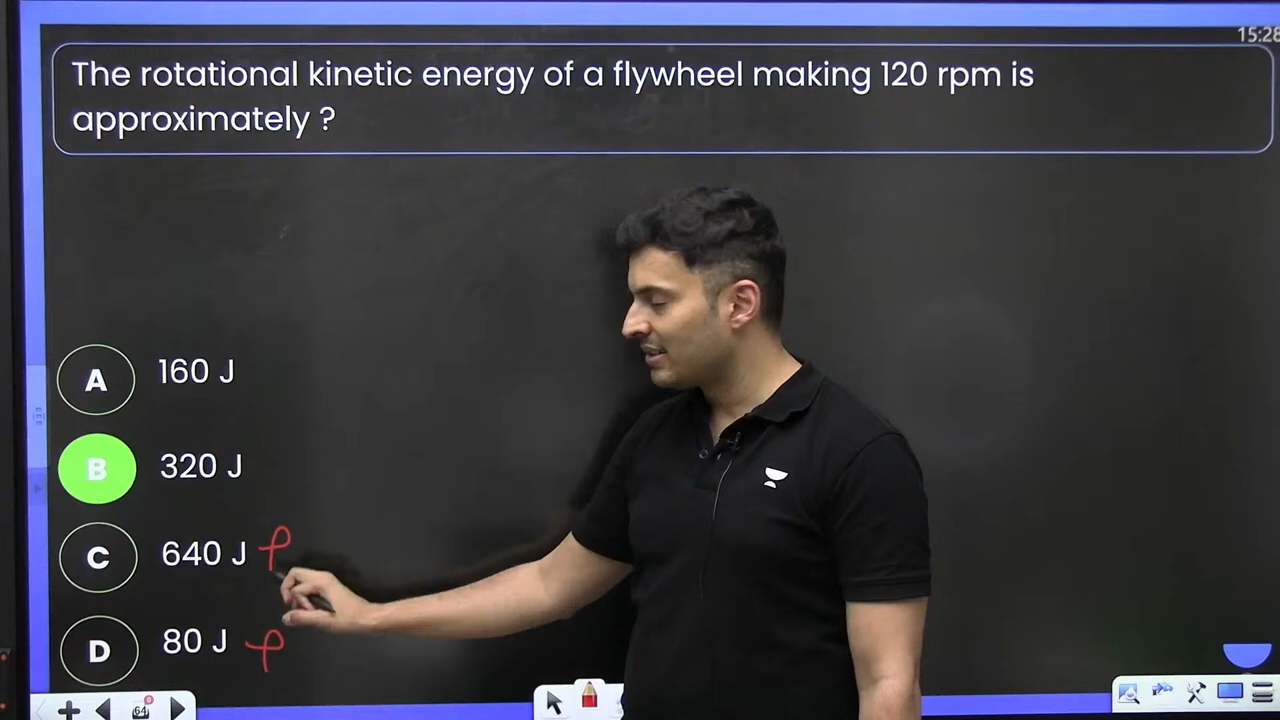 15:28
The rotational kinetic energy of a flywheel making 120 rpm is
approximately ?
A 160 J
B 320 J
C 640 J
D 80 J
64